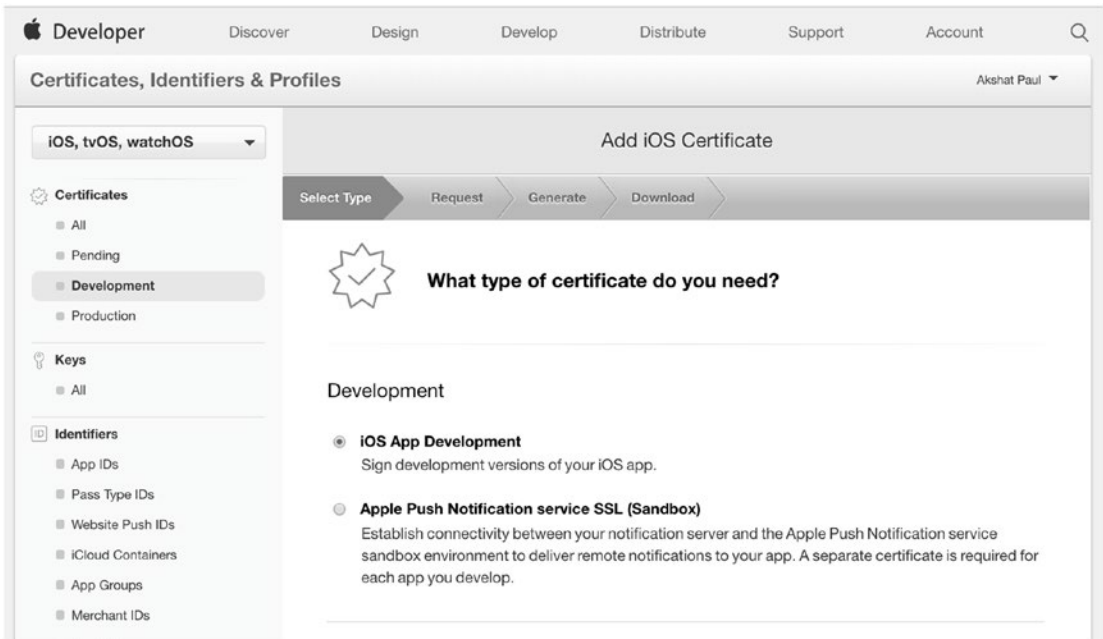 Developer Discover Design Develop Distribute Support Account
Certificates, Identifiers & Profiles Akshat Paul
iOS, tvOS, watchOS
Certificates
All
Pending
Development
Production
Keys
All
ID Identifiers
App IDs
Pass Type IDs
Website Push IDs
iCloud Containers
App Groups
Merchant IDs
Add iOS Certificate
Select Type Request Generate Download
What type of certificate do you need?
Development
iOS App Development
Sign development versions of your iOS app.
Apple Push Notification service SSL (Sandbox)
Establish connectivity between your notification server and the Apple Push Notification service
sandbox environment to deliver remote notifications to your app. A separate certificate is required for
each app you develop.